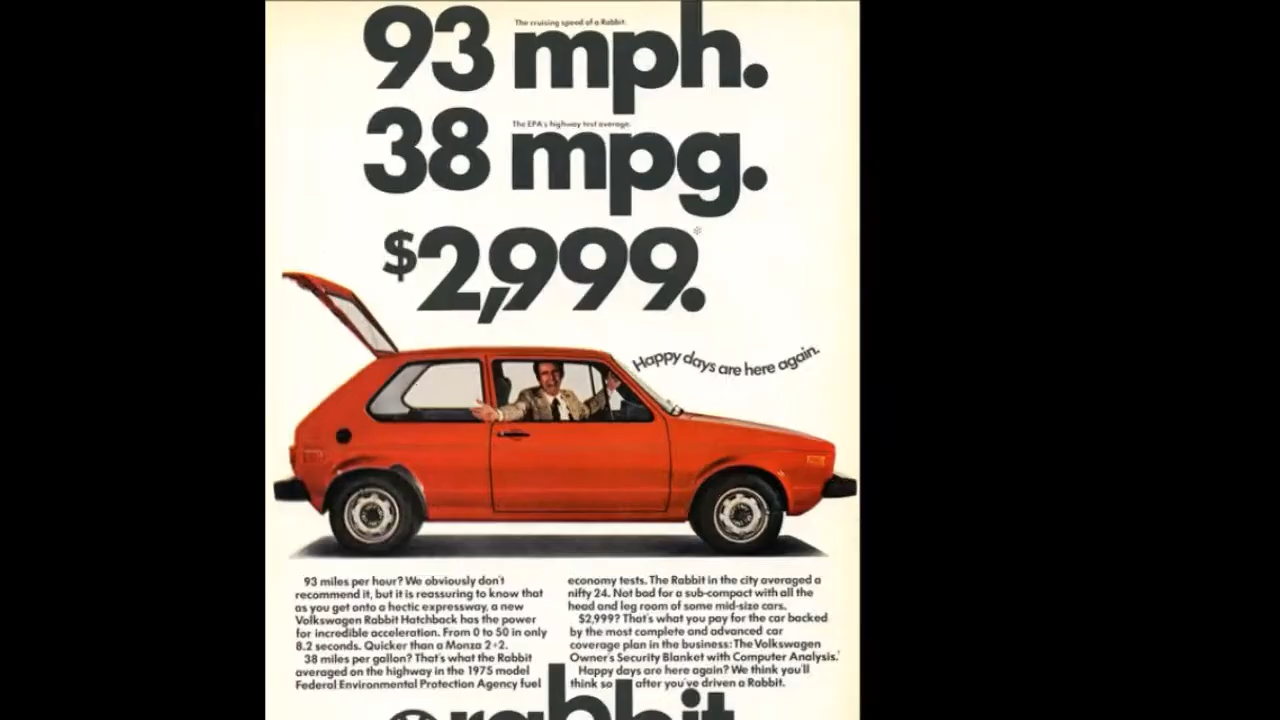 The cruising speed of a Rabbit.
93 mph.
The EPA's highway test average.
38 mpg.
$2,999.*
Happy days are here again.
93 miles per hour? We obviously don't
recommend it, but it is reassuring to know that
as you get onto a hectic expressway, a new
Volkswagen Rabbit Hatchback has the power
for incredible acceleration. From 0 to 50 in only
8.2 seconds. Quicker than a Monza 2+2.
38 miles per gallon? That's what the Rabbit
averaged on the highway in the 1975 model
Federal Environmental Protection Agency fuel
economy tests. The Rabbit in the city averaged a
nifty 24. Not bad for a sub-compact with all the
head and leg room of some mid-size cars.
$2,999? That's what you pay for the car backed
by the most complete and advanced car
coverage plan in the business: The Volkswagen
Owner's Security Blanket with Computer Analysis.†
Happy days are here again? We think you'll
think so after you've driven a Rabbit.
rabbit